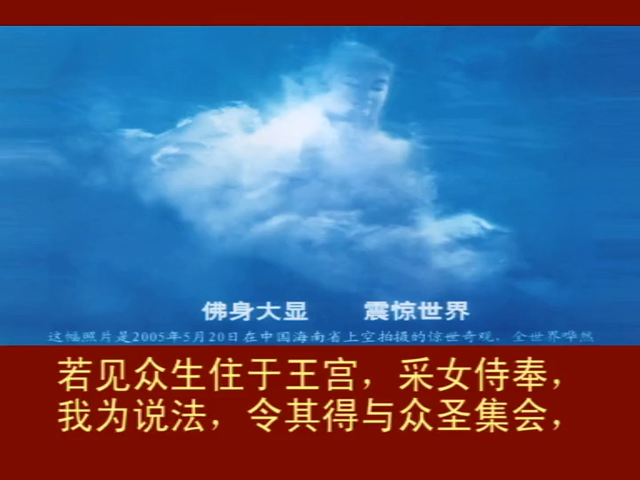 佛身大显 震惊世界
这幅照片是2005年5月20日在中国海南省上空拍摄的惊世奇观、全世界哗然
若见众生住于王宫，采女侍奉，
我为说法，令其得与众圣集会，